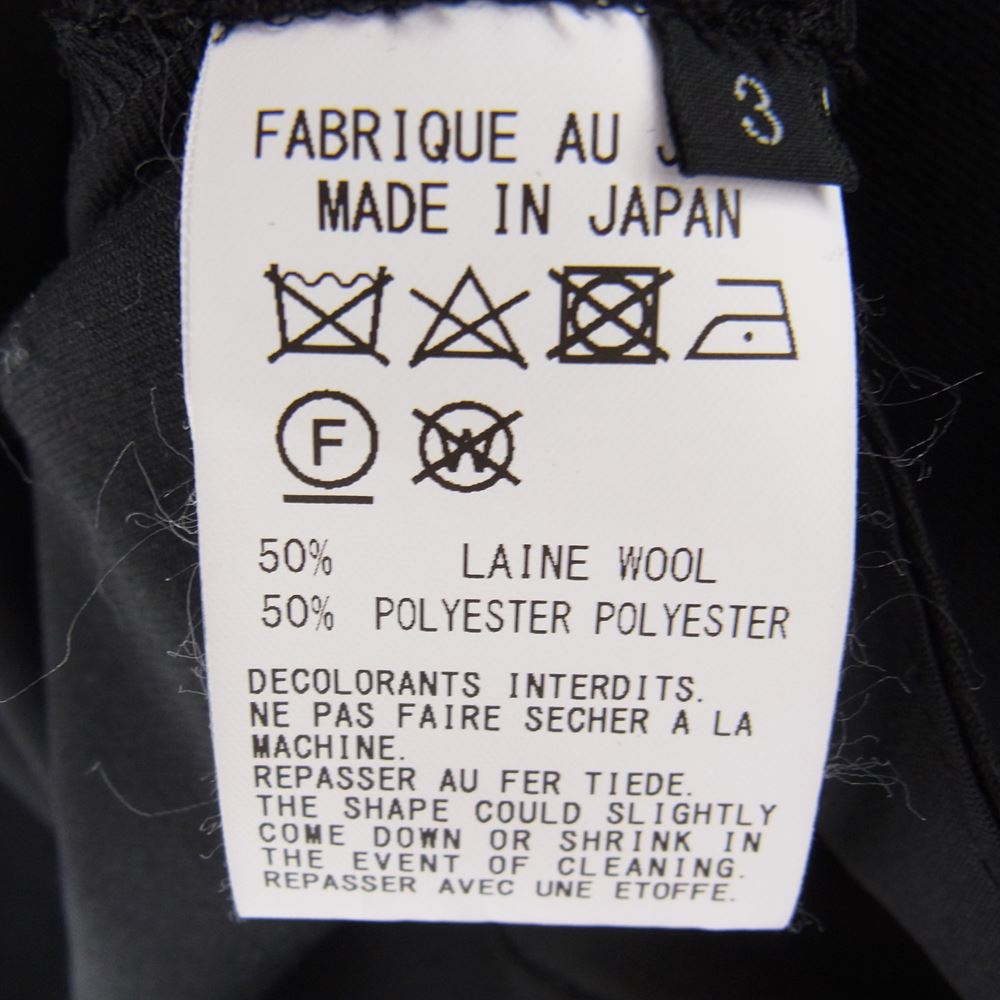 3
FABRIQUE AU J
MADE IN JAPAN
F W
50% LAINE WOOL
50% POLYESTER POLYESTER
DECOLORANTS INTERDITS.
NE PAS FAIRE SECHER A LA
MACHINE.
REPASSER AU FER TIEDE.
THE SHAPE COULD SLIGHTLY
COME DOWN OR SHRINK IN
THE EVENT OF CLEANING.
REPASSER AVEC UNE ETOFFE.